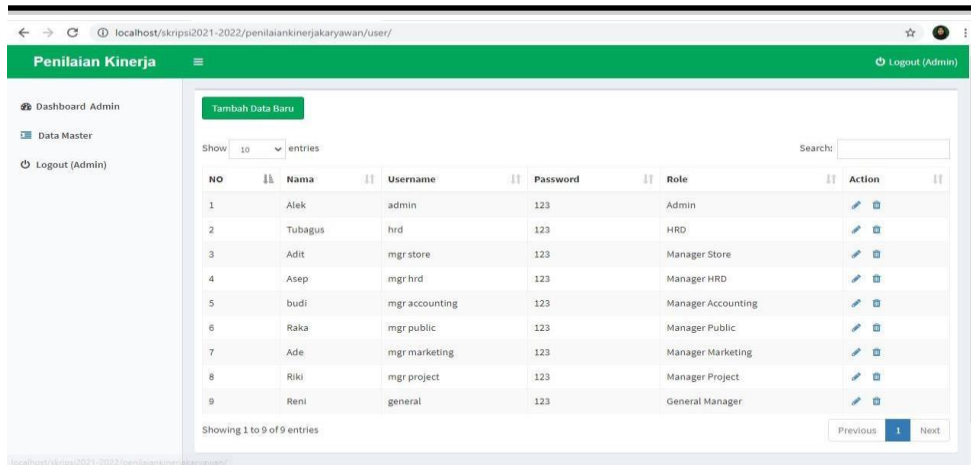 localhost/skripsi2021-2022/penilaiankinerjakaryawan/user/
Penilaian Kinerja
Logout (Admin)
Dashboard Admin
Data Master
Logout (Admin)
Tambah Data Baru
Show 10 entries
Search:
NO Nama Username Password Role Action
1 Alek admin 123 Admin
2 Tubagus hrd 123 HRD
3 Adit mgr store 123 Manager Store
4 Asep mgr hrd 123 Manager HRD
5 budi mgr accounting 123 Manager Accounting
6 Raka mgr public 123 Manager Public
7 Ade mgr marketing 123 Manager Marketing
8 Riki mgr project 123 Manager Project
9 Reni general 123 General Manager
Showing 1 to 9 of 9 entries
Previous 1 Next
localhost/skripsi2021-2022/penilaiankinerjakaryawan/